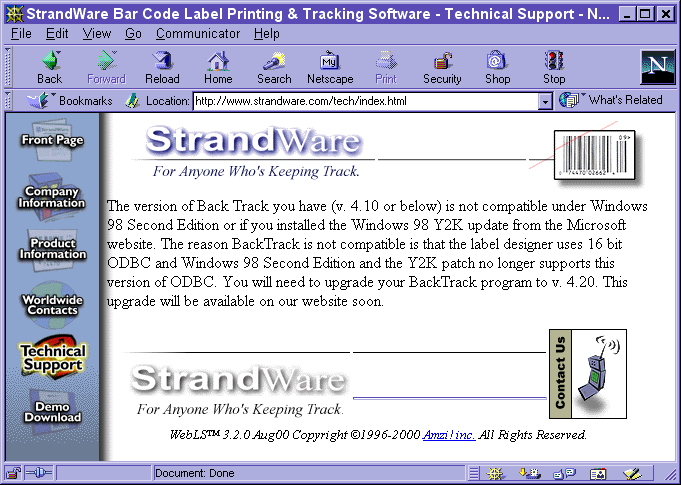 StrandWare Bar Code Label Printing & Tracking Software - Technical Support - N...
File Edit View Go Communicator Help
Back Forward Reload Home Search Netscape Print Security Shop Stop
Bookmarks Location: http://www.strandware.com/tech/index.html What's Related
N
Front Page
Company
Information
Product
Information
Worldwide
Contacts
Technical
Support
Demo
Download
StrandWare
For Anyone Who's Keeping Track.
The version of Back Track you have (v. 4.10 or below) is not compatible under Windows
98 Second Edition or if you installed the Windows 98 Y2K update from the Microsoft
website. The reason BackTrack is not compatible is that the label designer uses 16 bit
ODBC and Windows 98 Second Edition and the Y2K patch no longer supports this
version of ODBC. You will need to upgrade your BackTrack program to v. 4.20. This
upgrade will be available on our website soon.
StrandWare
For Anyone Who's Keeping Track.
Contact Us
WebLS™ 3.2.0 Aug00 Copyright ©1996-2000 Amzi! inc. All Rights Reserved.
Document: Done